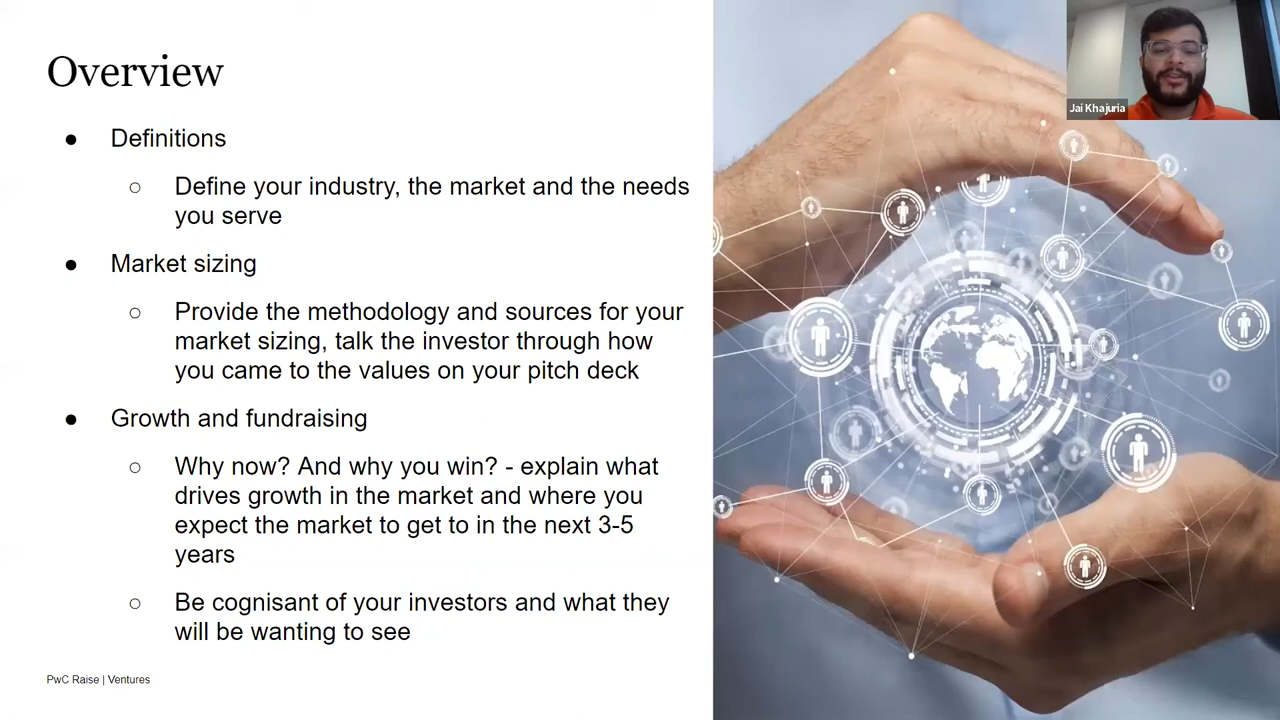 Overview
● Definitions
○ Define your industry, the market and the needs
you serve
● Market sizing
○ Provide the methodology and sources for your
market sizing, talk the investor through how
you came to the values on your pitch deck
● Growth and fundraising
○ Why now? And why you win? - explain what
drives growth in the market and where you
expect the market to get to in the next 3-5
years
○ Be cognisant of your investors and what they
will be wanting to see
PwC Raise | Ventures
Jai Khajuria